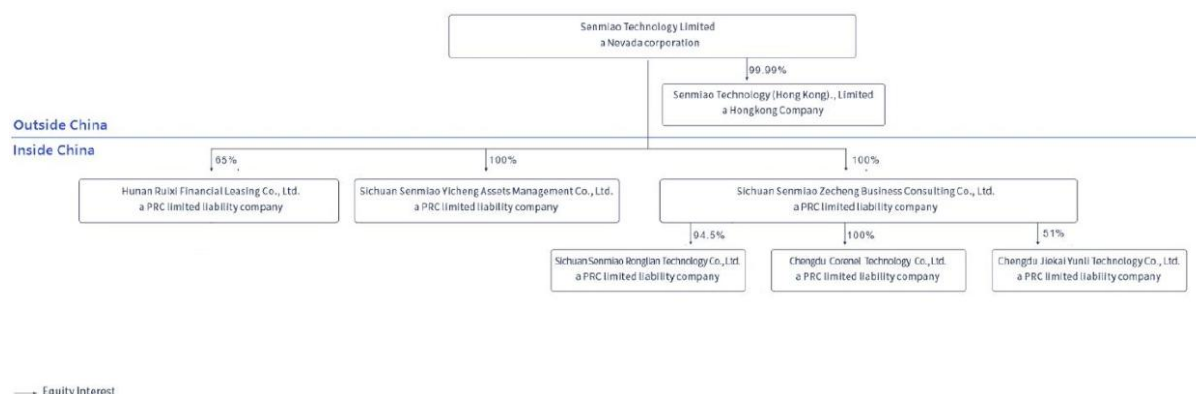 Senmiao Technology Limited
a Nevada corporation
99.99%
Senmiao Technology (Hong Kong)., Limited
a Hongkong Company
Outside China
Inside China
65%
100%
100%
Hunan Ruixi Financial Leasing Co., Ltd.
a PRC limited liability company
Sichuan Senmiao Yicheng Assets Management Co., Ltd.
a PRC limited liability company
Sichuan Senmiao Zecheng Business Consulting Co., Ltd.
a PRC limited liability company
94.5%
100%
51%
Sichuan Senmiao Ronglian Technology Co., Ltd.
a PRC limited liability company
Chengdu Corenel Technology Co., Ltd.
a PRC limited liability company
Chengdu Jiekai Yunli Technology Co., Ltd.
a PRC limited liability company
Equity Interest